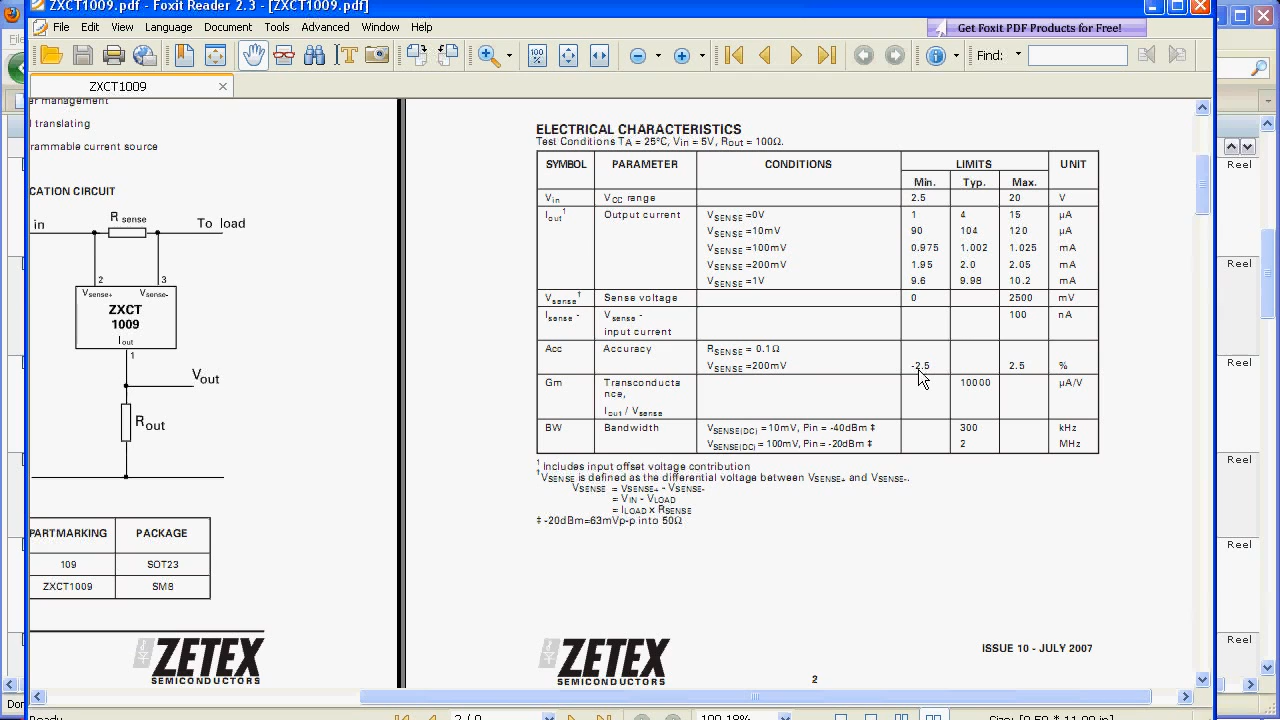 ZXCT1009.pdf - Foxit Reader 2.3 - [ZXCT1009.pdf]
File Edit View Language Document Tools Advanced Window Help
Get Foxit PDF Products for Free!
Find:
ZXCT1009
er management
l translating
rammable current source
CATION CIRCUIT
in
R sense
To load
2 3
Vsense+ Vsense-
ZXCT
1009
Iout
1
Vout
Rout
PARTMARKING PACKAGE
109 SOT23
ZXCT1009 SM8
ZETEX
SEMICONDUCTORS
ELECTRICAL CHARACTERISTICS
Test Conditions TA = 25°C, Vin = 5V, Rout = 100Ω.
SYMBOL PARAMETER CONDITIONS LIMITS UNIT
Min. Typ. Max.
Vin VCC range 2.5 20 V
Iout¹ Output current VSENSE =0V 1 4 15 µA
VSENSE =10mV 90 104 120 µA
VSENSE =100mV 0.975 1.002 1.025 mA
VSENSE =200mV 1.95 2.0 2.05 mA
VSENSE =1V 9.6 9.98 10.2 mA
Vsense† Sense voltage 0 2500 mV
Isense - Vsense - 100 nA
input current
Acc Accuracy RSENSE = 0.1Ω
VSENSE =200mV -2.5 2.5 %
Gm Transconducta 10000 µA/V
nce,
Iout / Vsense
BW Bandwidth VSENSE(DC) = 10mV, Pin = -40dBm ‡ 300 kHz
VSENSE(DC) = 100mV, Pin = -20dBm ‡ 2 MHz
¹ Includes input offset voltage contribution
† VSENSE is defined as the differential voltage between VSENSE+ and VSENSE-.
VSENSE = VSENSE+ - VSENSE-
= VIN - VLOAD
= ILOAD x RSENSE
‡ -20dBm=63mVp-p into 50Ω
ZETEX
SEMICONDUCTORS
2
ISSUE 10 - JULY 2007
Reel
Reel
Reel
Reel
Reel
Reel